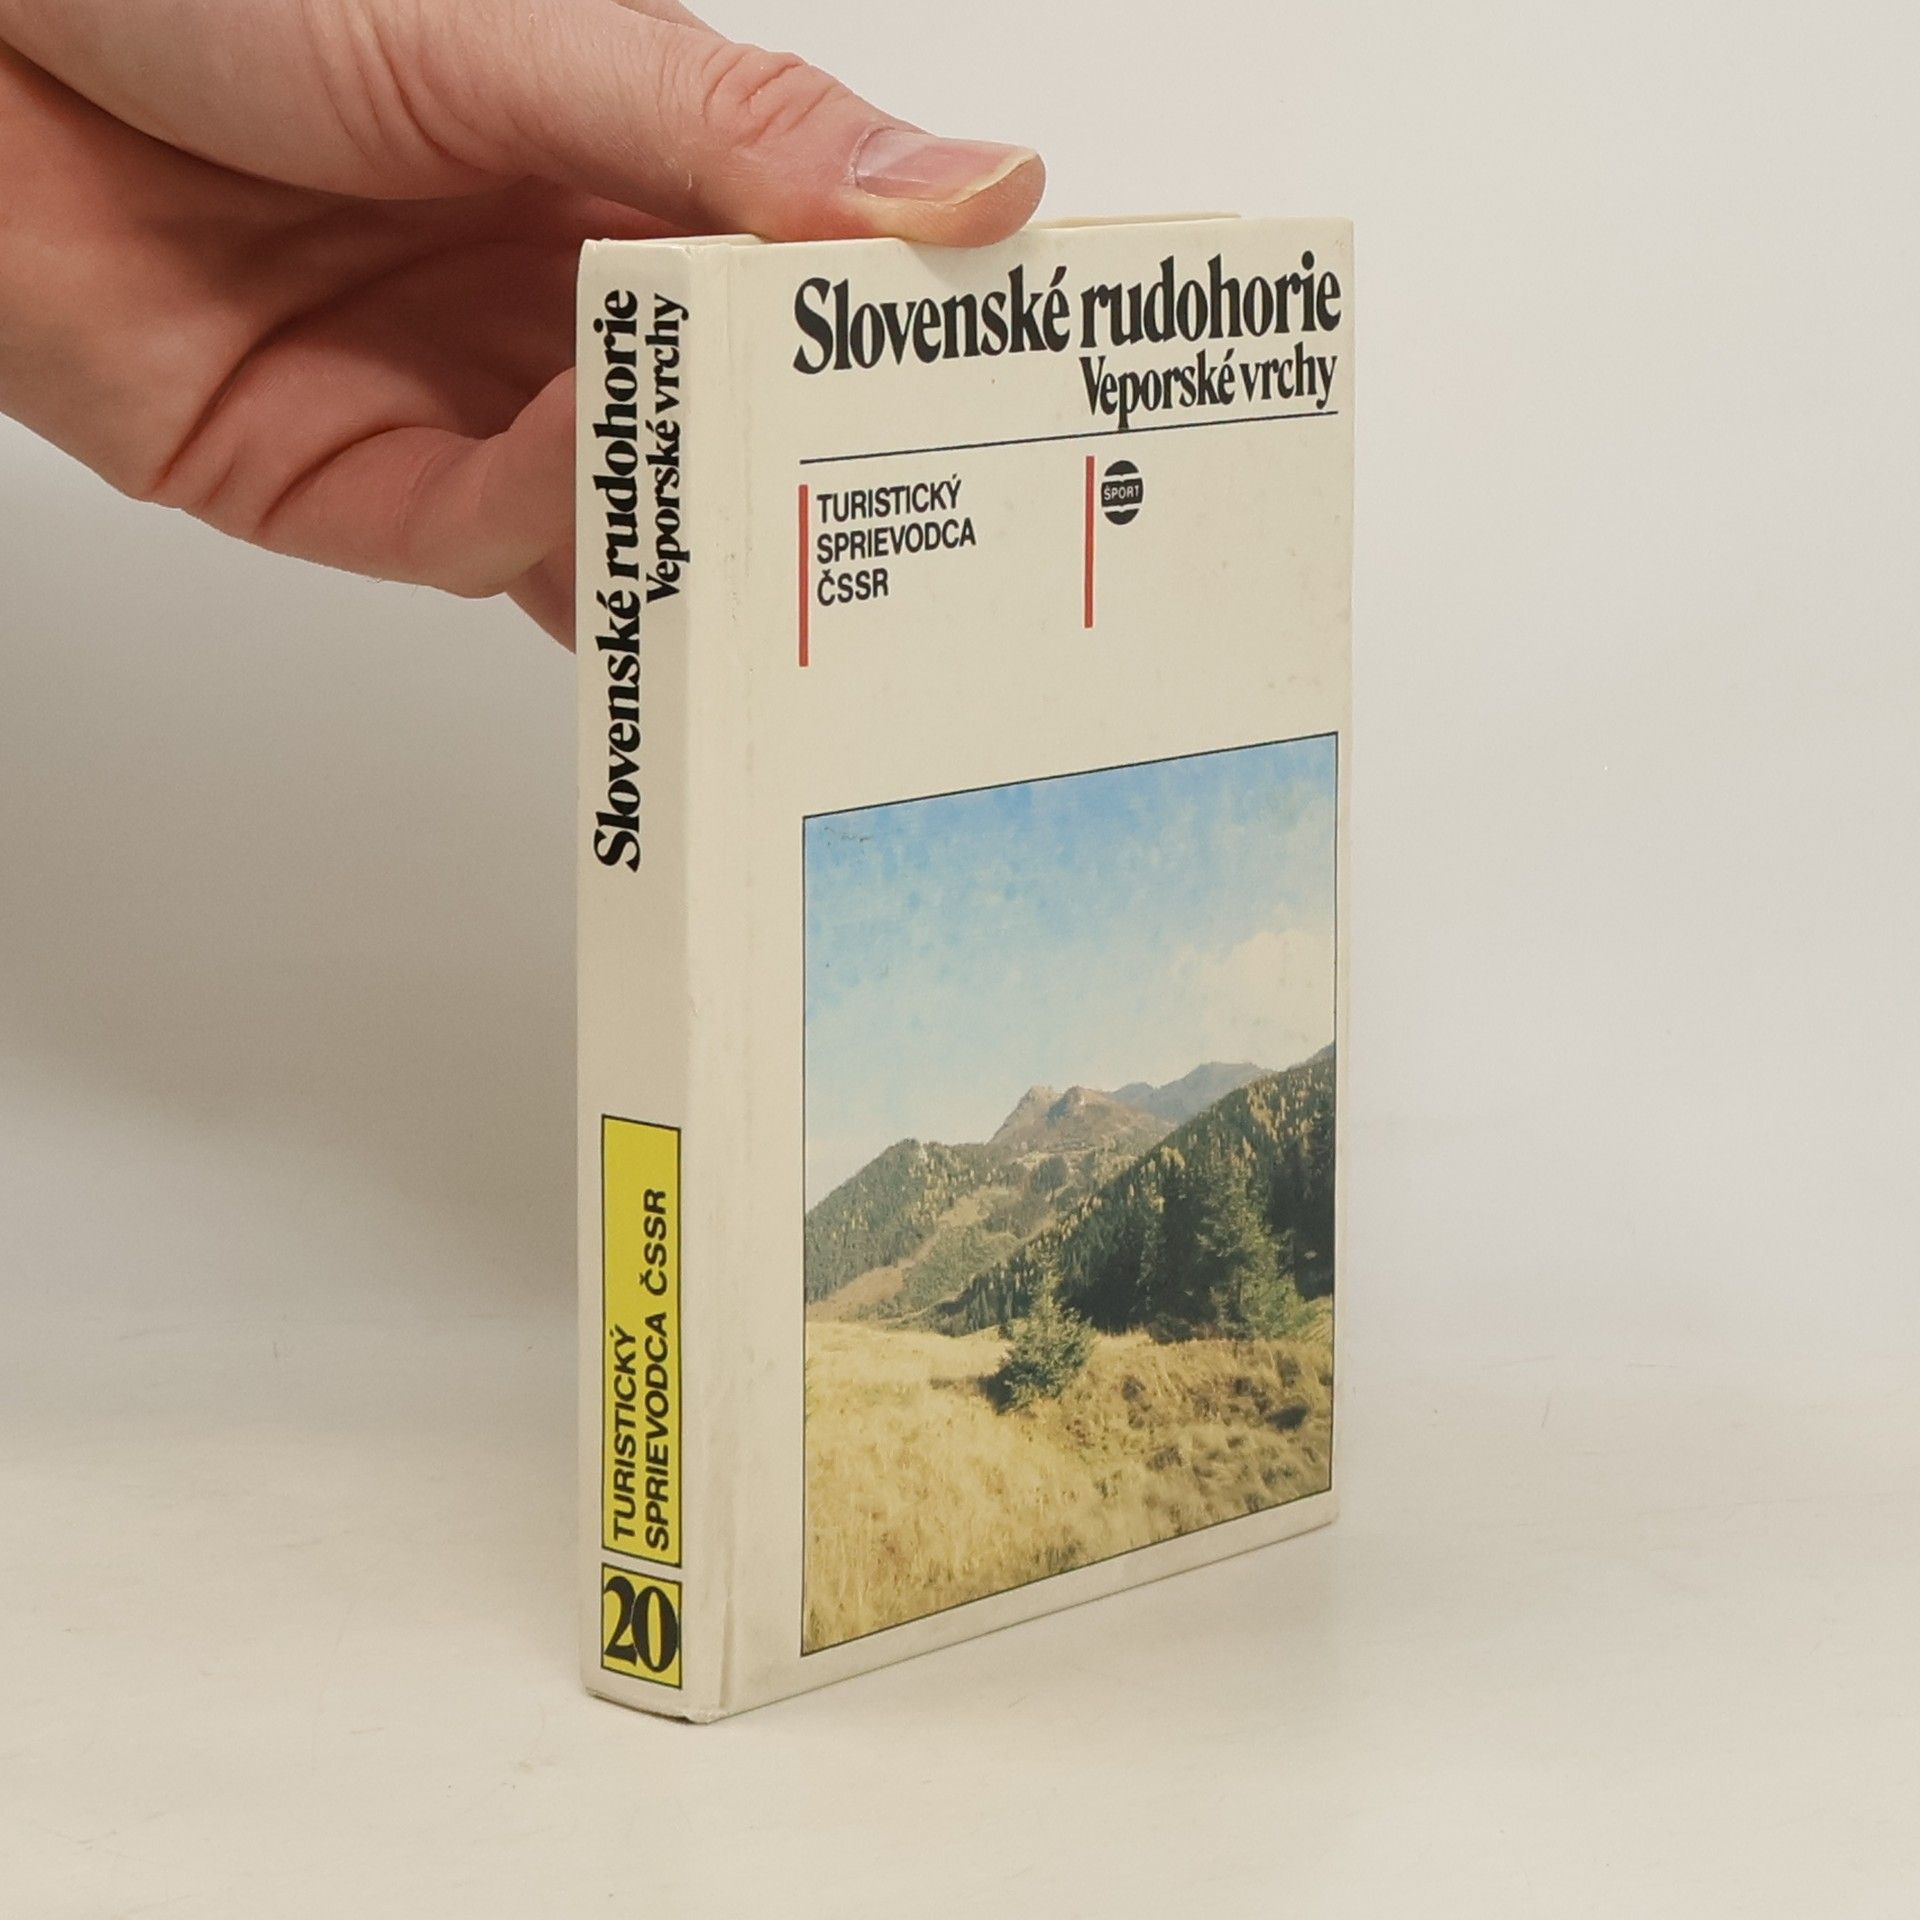 Slovenské rudohorie
Veporské vrchy
TURISTICKÝ
SPRIEVODCA
ČSSR
ŠPORT
Slovenské rudohorie
Veporské vrchy
TURISTICKÝ
SPRIEVODCA ČSSR
20